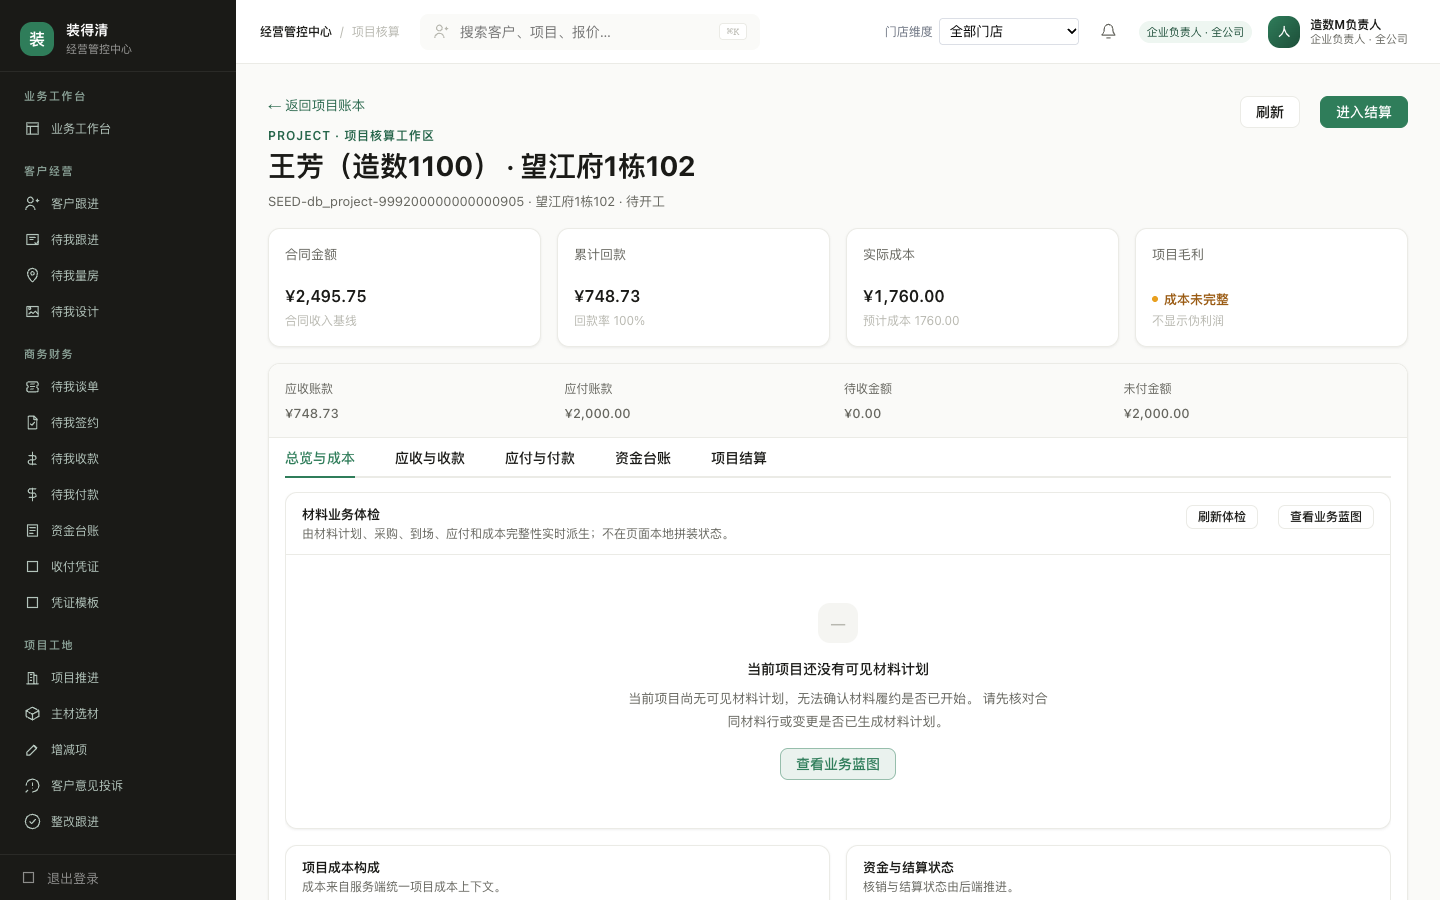 装
装得清
经营管控中心
业务工作台
业务工作台
客户经营
客户跟进
待我跟进
待我量房
待我设计
商务财务
待我谈单
待我签约
待我收款
待我付款
资金台账
收付凭证
凭证模板
项目工地
项目推进
主材选材
增减项
客户意见投诉
整改跟进
退出登录
经营管控中心 / 项目核算
搜索客户、项目、报价...
⌘K
门店维度
全部门店
企业负责人 · 全公司
人
造数M负责人
企业负责人 · 全公司
← 返回项目账本
刷新
进入结算
PROJECT · 项目核算工作区
王芳（造数1100） · 望江府1栋102
SEED-db_project-999200000000000905 · 望江府1栋102 · 待开工
合同金额
¥2,495.75
合同收入基线
累计回款
¥748.73
回款率 100%
实际成本
¥1,760.00
预计成本 1760.00
项目毛利
成本未完整
不显示伪利润
应收账款
¥748.73
应付账款
¥2,000.00
待收金额
¥0.00
未付金额
¥2,000.00
总览与成本
应收与收款
应付与付款
资金台账
项目结算
材料业务体检
由材料计划、采购、到场、应付和成本完整性实时派生；不在页面本地拼装状态。
刷新体检
查看业务蓝图
—
当前项目还没有可见材料计划
当前项目尚无可见材料计划，无法确认材料履约是否已开始。 请先核对合
同材料行或变更是否已生成材料计划。
查看业务蓝图
项目成本构成
成本来自服务端统一项目成本上下文。
资金与结算状态
核销与结算状态由后端推进。